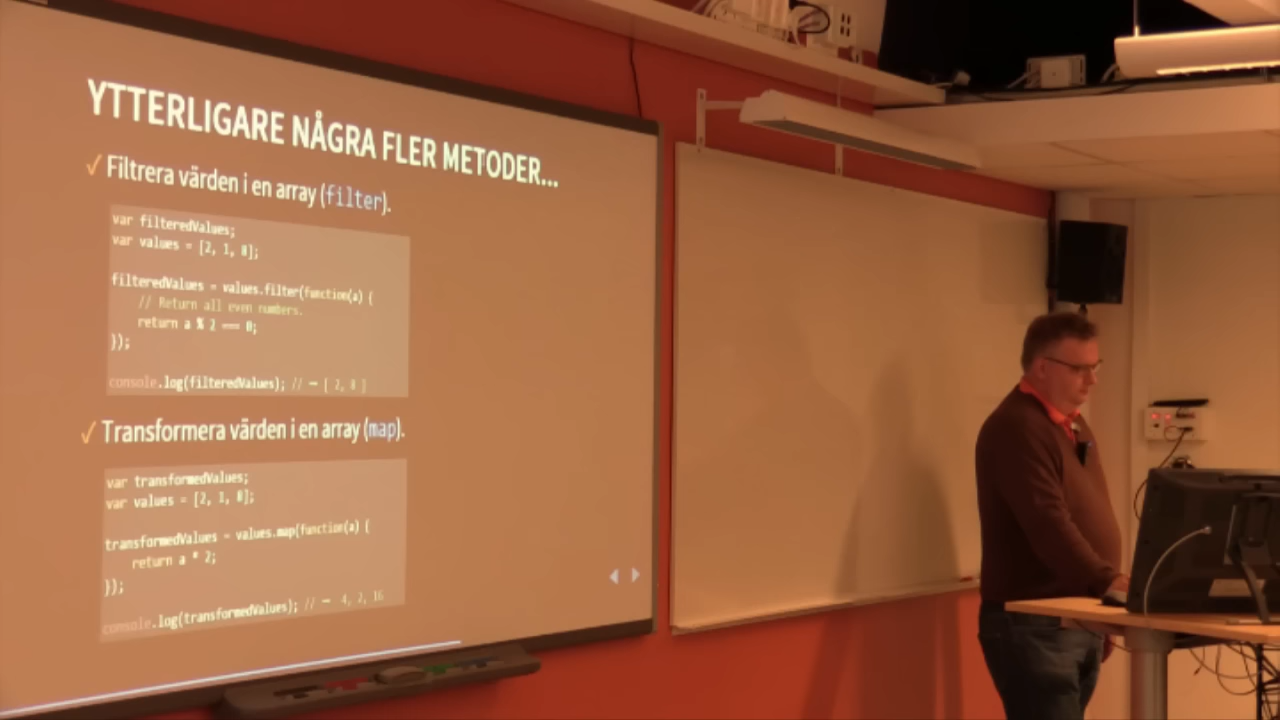 YTTERLIGARE NÅGRA FLER METODER...
✓ Filtrera värden i en array (filter).
var filteredValues;
var values = [2, 1, 8];
filteredValues = values.filter(function(a) {
// Return all even numbers.
return a % 2 === 0;
});
console.log(filteredValues); // → [ 2, 8 ]
✓ Transformera värden i en array (map).
var transformedValues;
var values = [2, 1, 8];
transformedValues = values.map(function(a) {
return a * 2;
});
console.log(transformedValues); // → 4, 2, 16